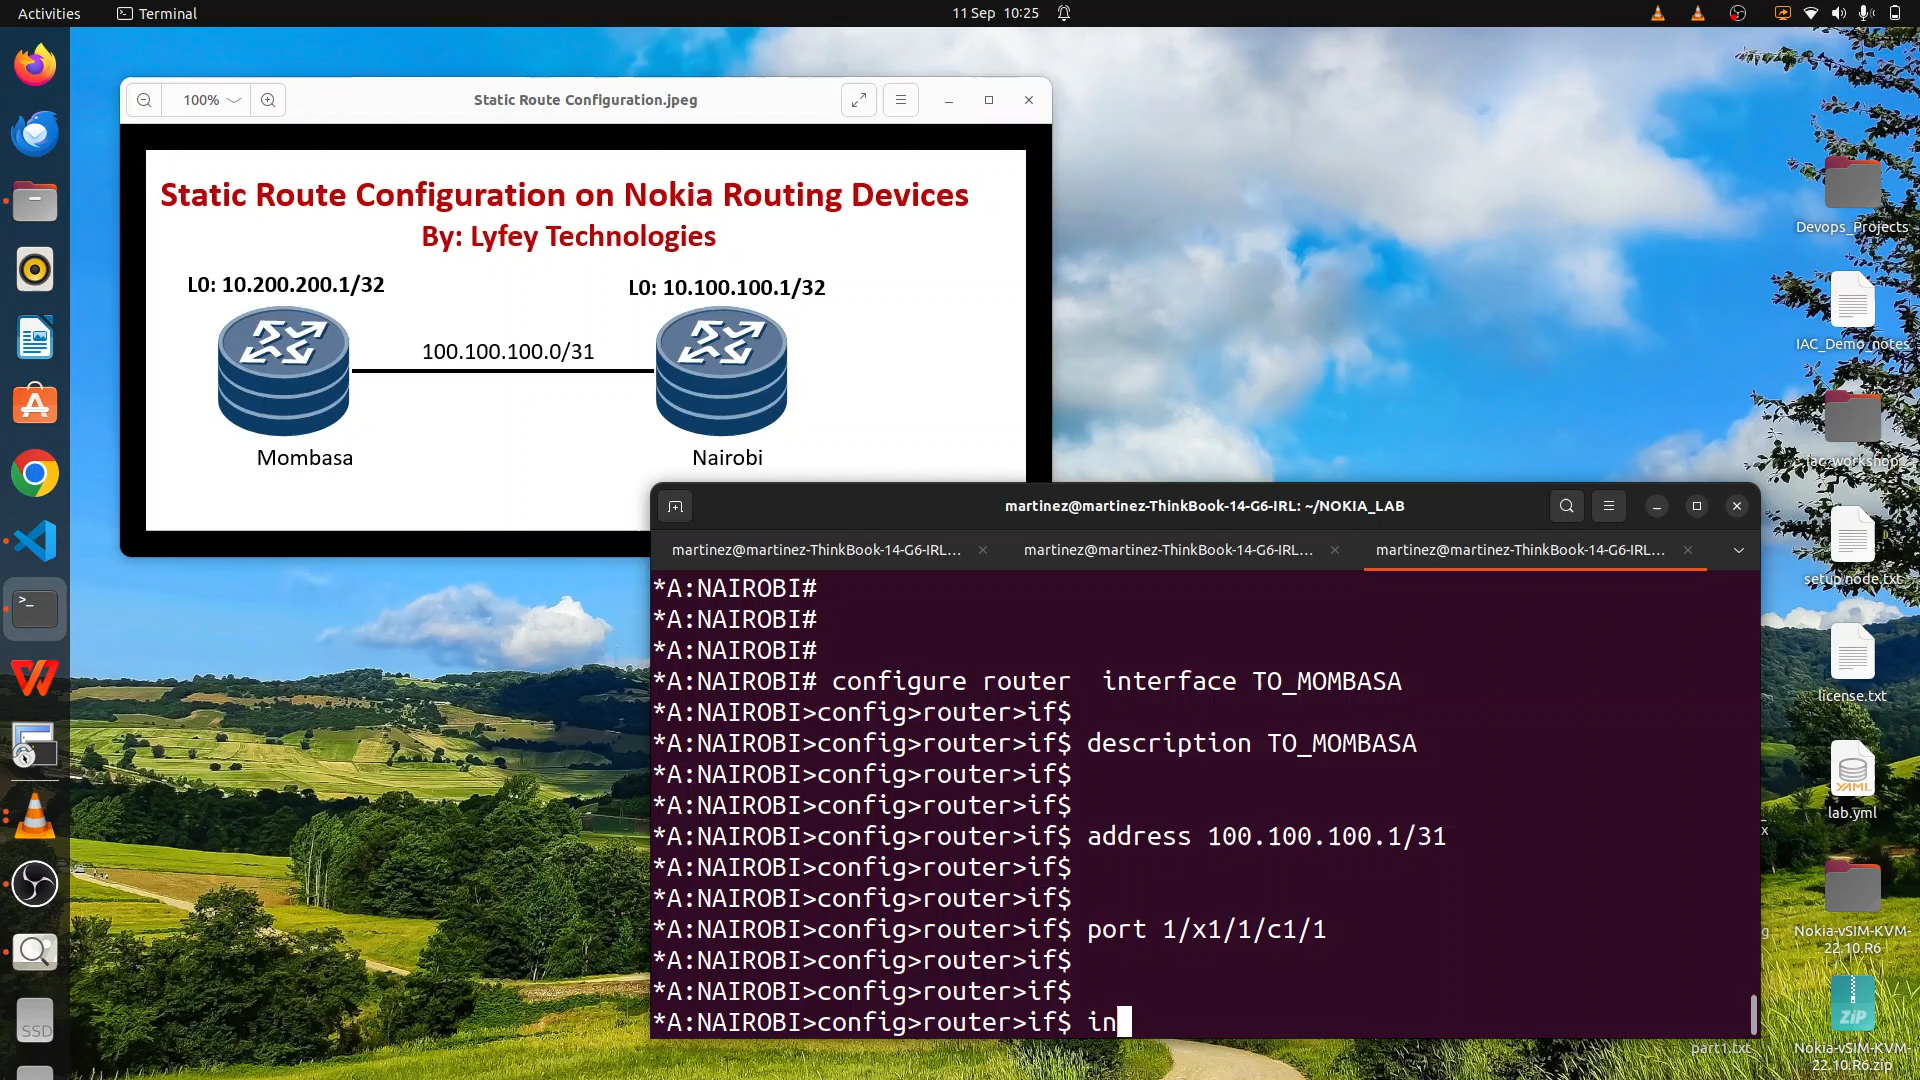 Activities
Terminal
11 Sep 10:25
100%
Static Route Configuration.jpeg
Static Route Configuration on Nokia Routing Devices
By: Lyfey Technologies
L0: 10.200.200.1/32
L0: 10.100.100.1/32
100.100.100.0/31
Mombasa
Nairobi
martinez@martinez-ThinkBook-14-G6-IRL: ~/NOKIA_LAB
martinez@martinez-ThinkBook-14-G6-IRL...
martinez@martinez-ThinkBook-14-G6-IRL...
martinez@martinez-ThinkBook-14-G6-IRL...
*A:NAIROBI#
*A:NAIROBI#
*A:NAIROBI#
*A:NAIROBI# configure router  interface TO_MOMBASA
*A:NAIROBI>config>router>if$
*A:NAIROBI>config>router>if$ description TO_MOMBASA
*A:NAIROBI>config>router>if$
*A:NAIROBI>config>router>if$
*A:NAIROBI>config>router>if$ address 100.100.100.1/31
*A:NAIROBI>config>router>if$
*A:NAIROBI>config>router>if$
*A:NAIROBI>config>router>if$ port 1/x1/1/c1/1
*A:NAIROBI>config>router>if$
*A:NAIROBI>config>router>if$
*A:NAIROBI>config>router>if$ in
Devops_Projects
IAC_Demo_notes
iac_workshop
setup node.txt
license.txt
YAML
lab.yml
Nokia-vSIM-KVM-
22.10.R6
ZIP
Nokia-vSIM-KVM-
22.10.R6.zip
part1.txt
SSD